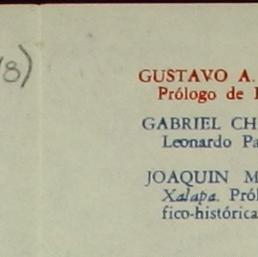 8)
GUSTAVO A.
Prólogo de
GABRIEL CH
Leonardo Pa
JOAQUIN M
Xalapa. Pról
fico-histórica